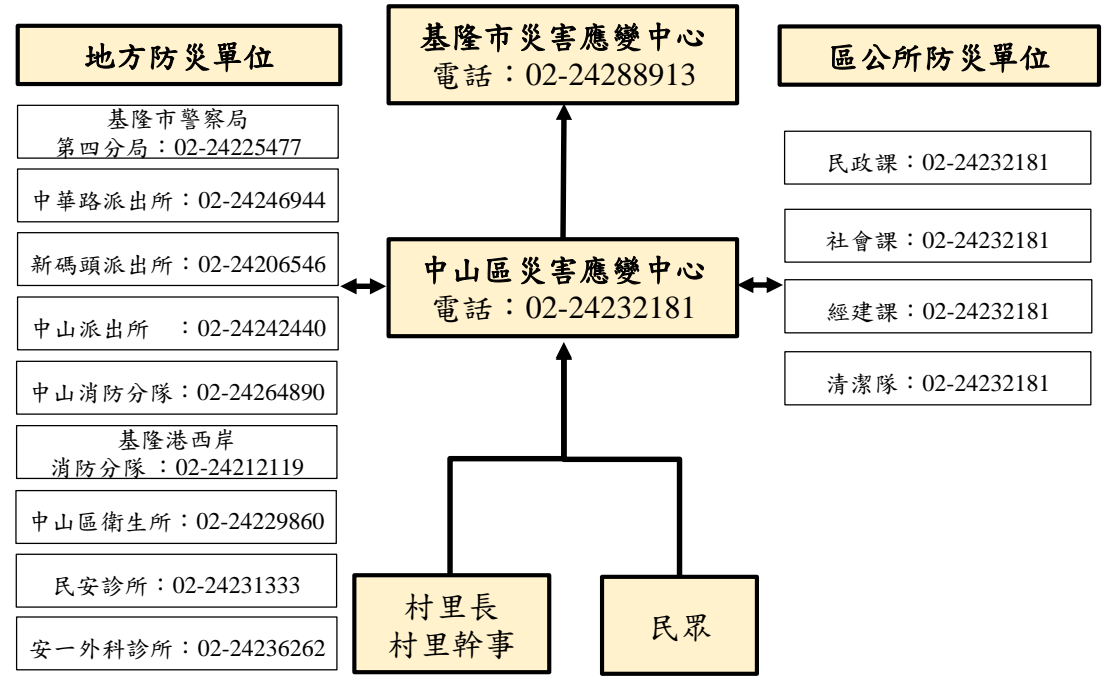 地方防災單位
基隆市警察局
第四分局：02-24225477
中華路派出所：02-24246944
新碼頭派出所：02-24206546
中山派出所　：02-24242440
中山消防分隊：02-24264890
基隆港西岸
消防分隊：02-24212119
中山區衛生所：02-24229860
民安診所：02-24231333
安一外科診所：02-24236262
基隆市災害應變中心
電話：02-24288913
中山區災害應變中心
電話：02-24232181
村里長
村里幹事
民眾
區公所防災單位
民政課：02-24232181
社會課：02-24232181
經建課：02-24232181
清潔隊：02-24232181